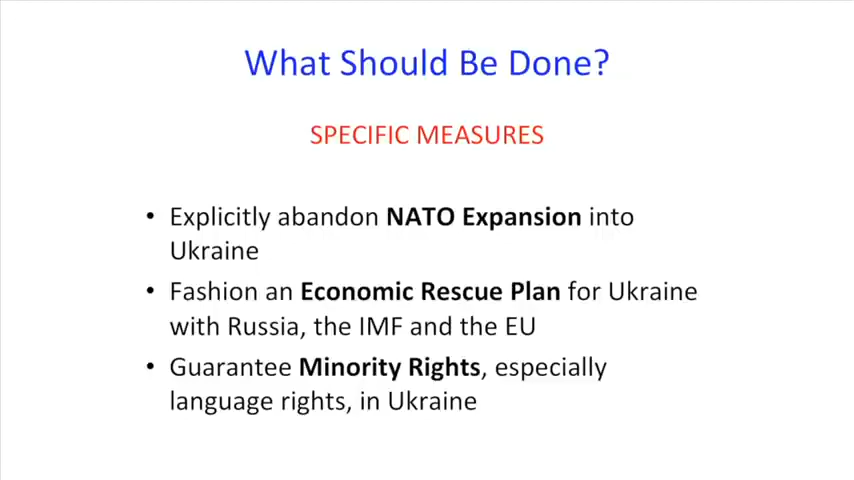 What Should Be Done?
SPECIFIC MEASURES
• Explicitly abandon NATO Expansion into
Ukraine
• Fashion an Economic Rescue Plan for Ukraine
with Russia, the IMF and the EU
• Guarantee Minority Rights, especially
language rights, in Ukraine